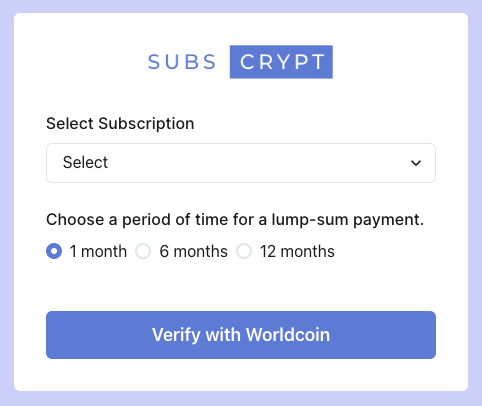 SUBS CRYPT
Select Subscription
Select
Choose a period of time for a lump-sum payment.
1 month 6 months 12 months
Verify with Worldcoin